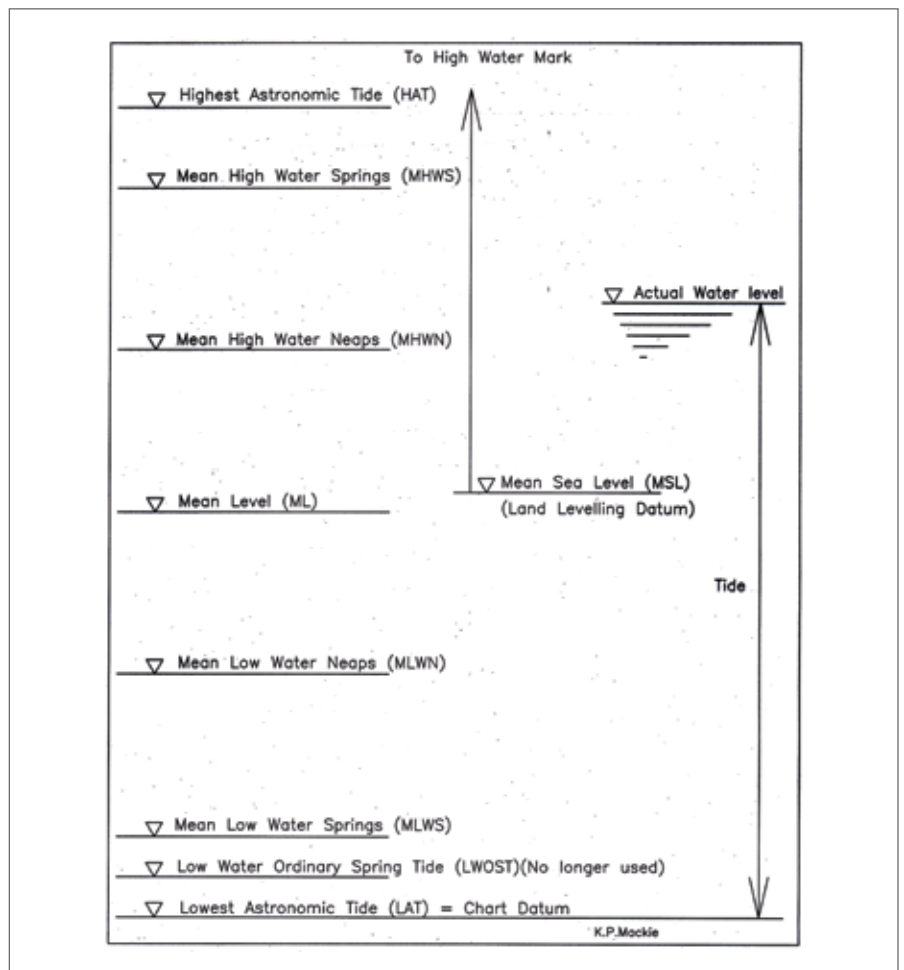 To High Water Mark
Highest Astronomic Tide (HAT)
Mean High Water Springs (MHWS)
Actual Water level
Mean High Water Neaps (MHWN)
Mean Sea Level (MSL)
Mean Level (ML)
(Land Levelling Datum)
Tide
Mean Low Water Neaps (MLWN)
Mean Low Water Springs (MLWS)
Low Water Ordinary Spring Tide (LWOST)(No longer used)
Lowest Astronomic Tide (LAT) = Chart Datum
K.P.Mackie